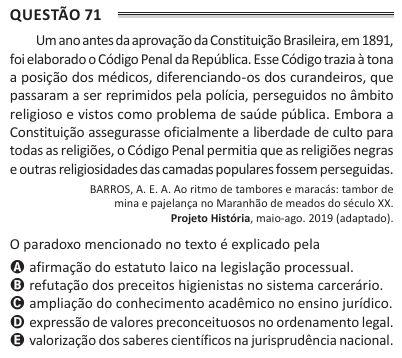 QUESTÃO 71
Um ano antes da aprovação da Constituição Brasileira, em 1891,
foi elaborado o Código Penal da República. Esse Código trazia à tona
a posição dos médicos, diferenciando-os dos curandeiros, que
passaram a ser reprimidos pela polícia, perseguidos no âmbito
religioso e vistos como problema de saúde pública. Embora a
Constituição assegurasse oficialmente a liberdade de culto para
todas as religiões, o Código Penal permitia que as religiões negras
e outras religiosidades das camadas populares fossem perseguidas.
BARROS, A. E. A. Ao ritmo de tambores e maracás: tambor de
mina e pajelança no Maranhão de meados do século XX.
Projeto História, maio-ago. 2019 (adaptado).
O paradoxo mencionado no texto é explicado pela
A afirmação do estatuto laico na legislação processual.
B refutação dos preceitos higienistas no sistema carcerário.
C ampliação do conhecimento acadêmico no ensino jurídico.
D expressão de valores preconceituosos no ordenamento legal.
E valorização dos saberes científicos na jurisprudência nacional.